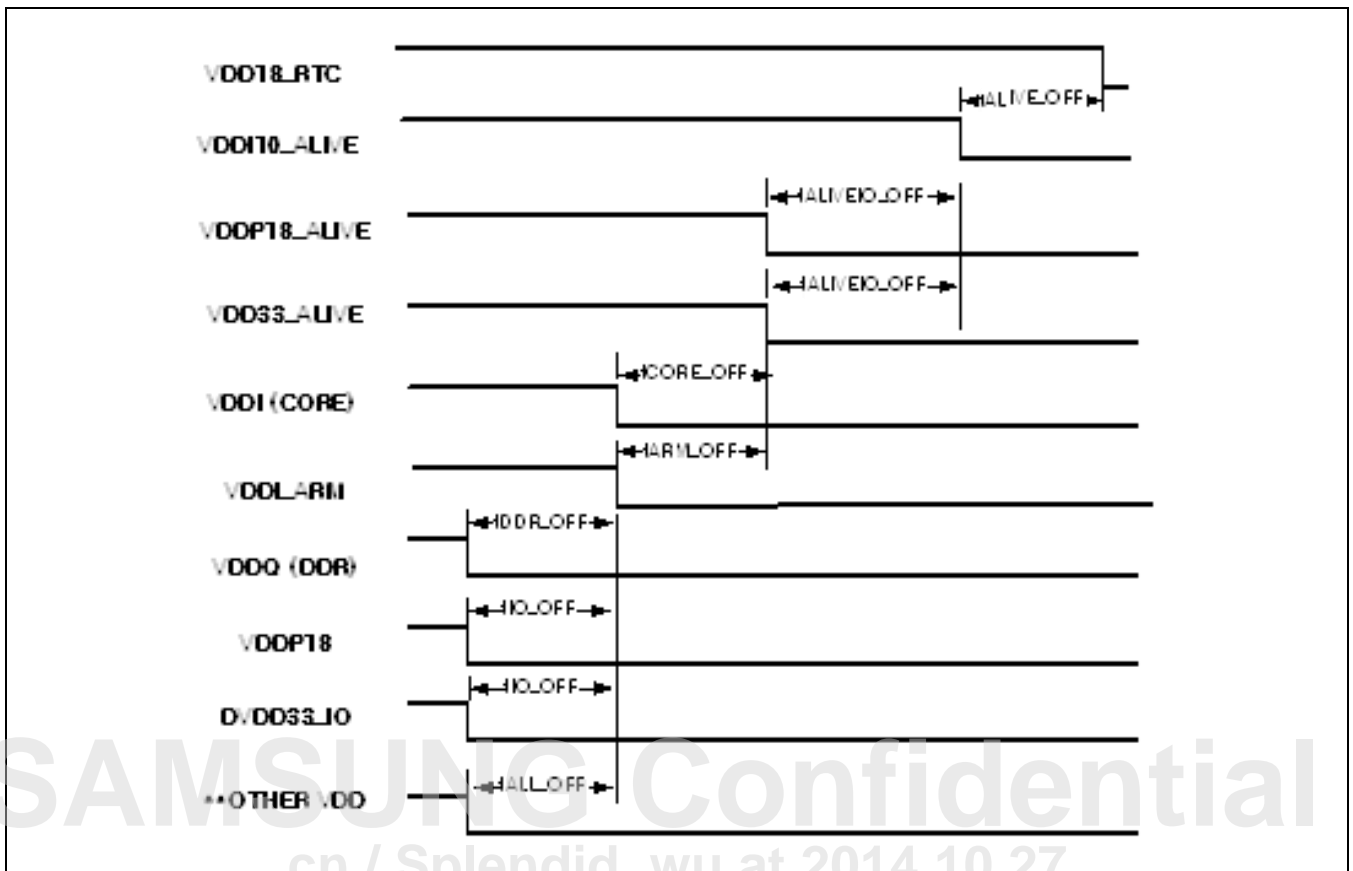 VDD18_RTC
tALIVE_OFF
VDDI10_ALIVE
tALIVEIO_OFF
VDDP18_ALIVE
tALIVEIO_OFF
VDD33_ALIVE
tCORE_OFF
VDDI (CORE)
tARM_OFF
VDDI_ARM
tDDR_OFF
VDDQ (DDR)
tIO_OFF
VDDP18
tIO_OFF
DVDD33_IO
SAMSUNG Confidential
tALL_OFF
**OTHER VDD
cn / Splendid_wu at 2014.10.27